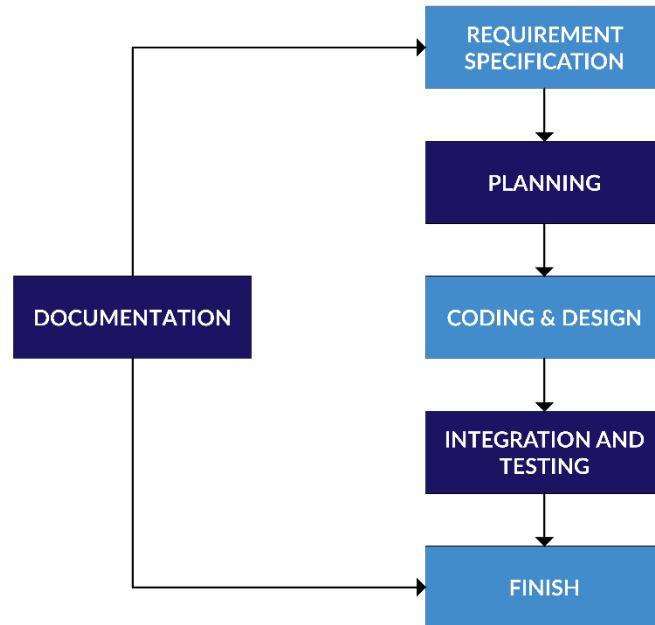 REQUIREMENT
SPECIFICATION
PLANNING
DOCUMENTATION
CODING & DESIGN
INTEGRATION AND
TESTING
FINISH